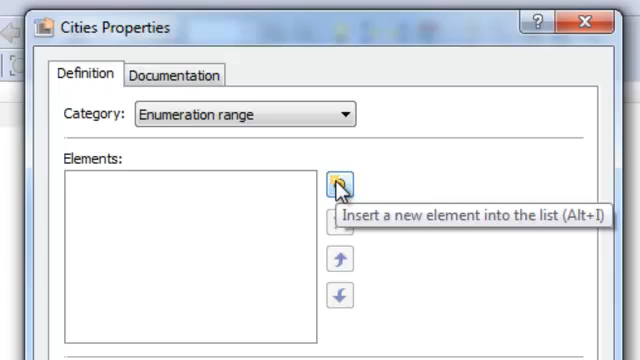 Cities Properties
?
Definition
Documentation
Category:
Enumeration range
Elements:
Insert a new element into the list (Alt+I)